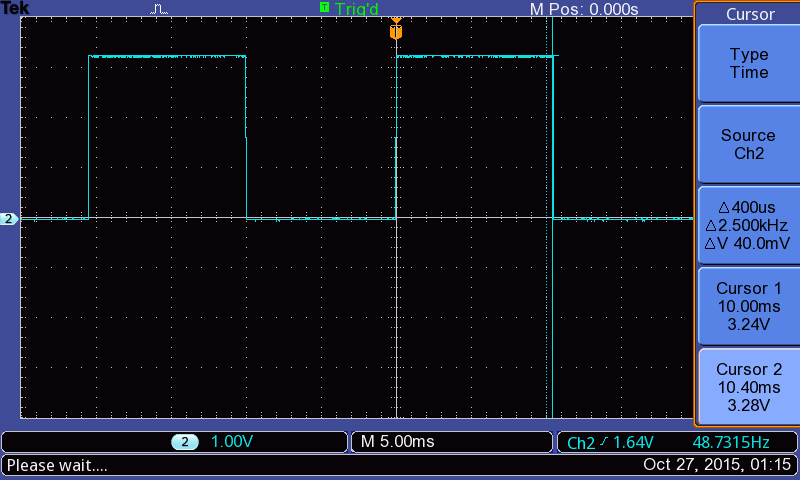 Tek
T Trig'd
M Pos: 0.000s
Cursor
T
Type
Time
Source
Ch2
2
△400us
△2.500kHz
△V 40.0mV
Cursor 1
10.00ms
3.24V
Cursor 2
10.40ms
3.28V
2 1.00V
M 5.00ms
Ch2 1.64V 48.7315Hz
Please wait....
Oct 27, 2015, 01:15